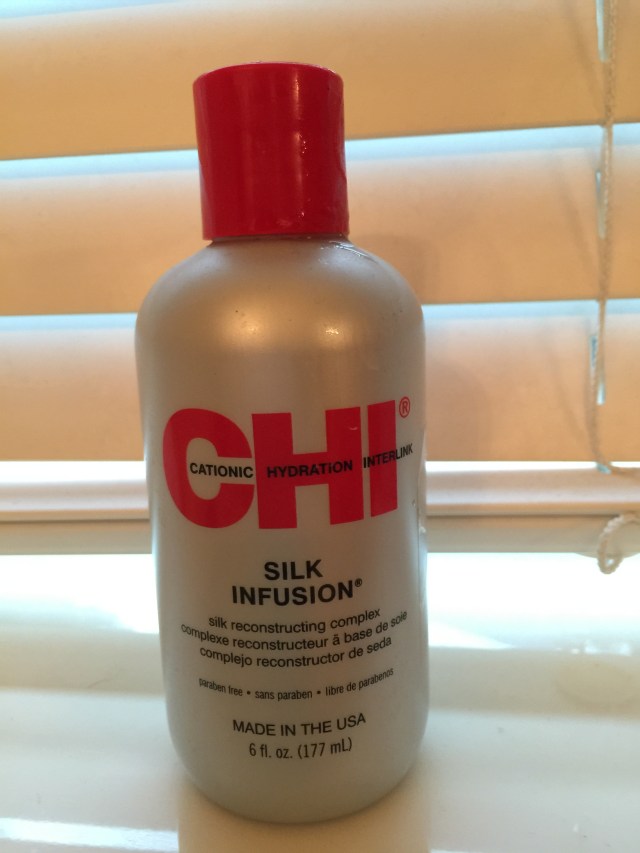 CHI®
CATIONIC HYDRATION INTERLINK
SILK
INFUSION®
silk reconstructing complex
complexe reconstructeur à base de soie
complejo reconstructor de seda
paraben free • sans paraben • libre de parabenos
MADE IN THE USA
6 fl. oz. (177 mL)